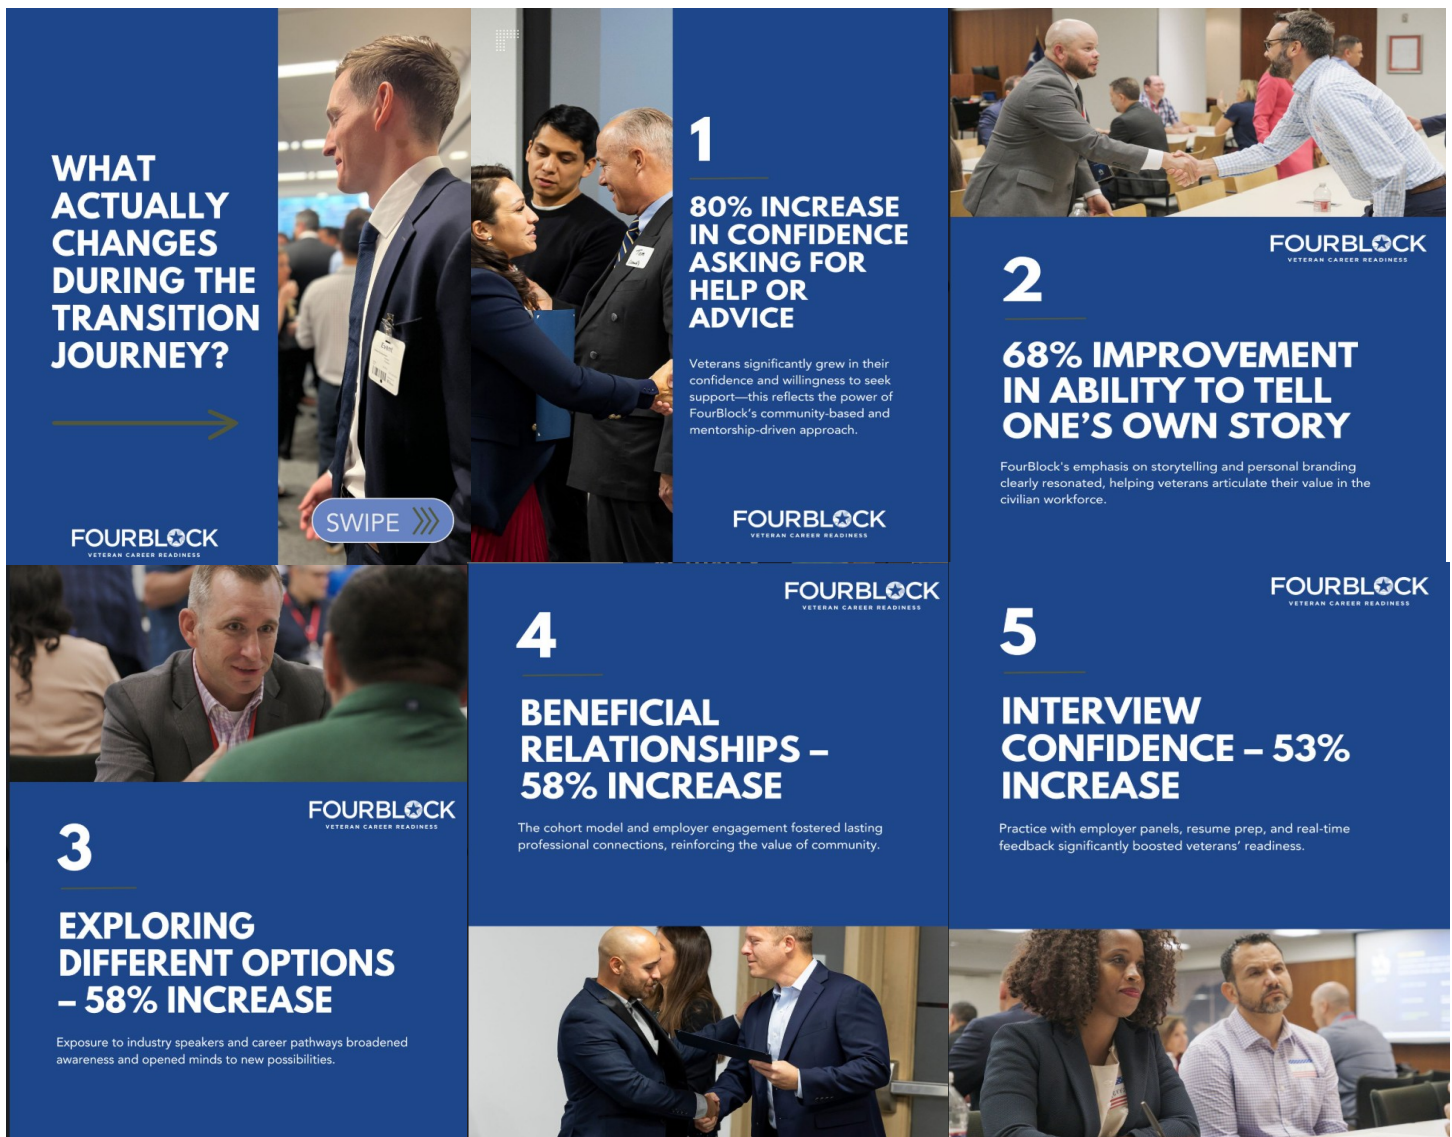 WHAT
ACTUALLY
CHANGES
DURING THE
TRANSITION
JOURNEY?
SWIPE
FOURBLOCK
VETERAN CAREER READINESS
1
80% INCREASE
IN CONFIDENCE
ASKING FOR
HELP OR
ADVICE
Veterans significantly grew in their
confidence and willingness to seek
support—this reflects the power of
FourBlock’s community-based and
mentorship-driven approach.
FOURBLOCK
VETERAN CAREER READINESS
FOURBLOCK
VETERAN CAREER READINESS
2
68% IMPROVEMENT
IN ABILITY TO TELL
ONE’S OWN STORY
FourBlock's emphasis on storytelling and personal branding
clearly resonated, helping veterans articulate their value in the
civilian workforce.
FOURBLOCK
VETERAN CAREER READINESS
3
EXPLORING
DIFFERENT OPTIONS
– 58% INCREASE
Exposure to industry speakers and career pathways broadened
awareness and opened minds to new possibilities.
FOURBLOCK
VETERAN CAREER READINESS
4
BENEFICIAL
RELATIONSHIPS –
58% INCREASE
The cohort model and employer engagement fostered lasting
professional connections, reinforcing the value of community.
FOURBLOCK
VETERAN CAREER READINESS
5
INTERVIEW
CONFIDENCE – 53%
INCREASE
Practice with employer panels, resume prep, and real-time
feedback significantly boosted veterans’ readiness.